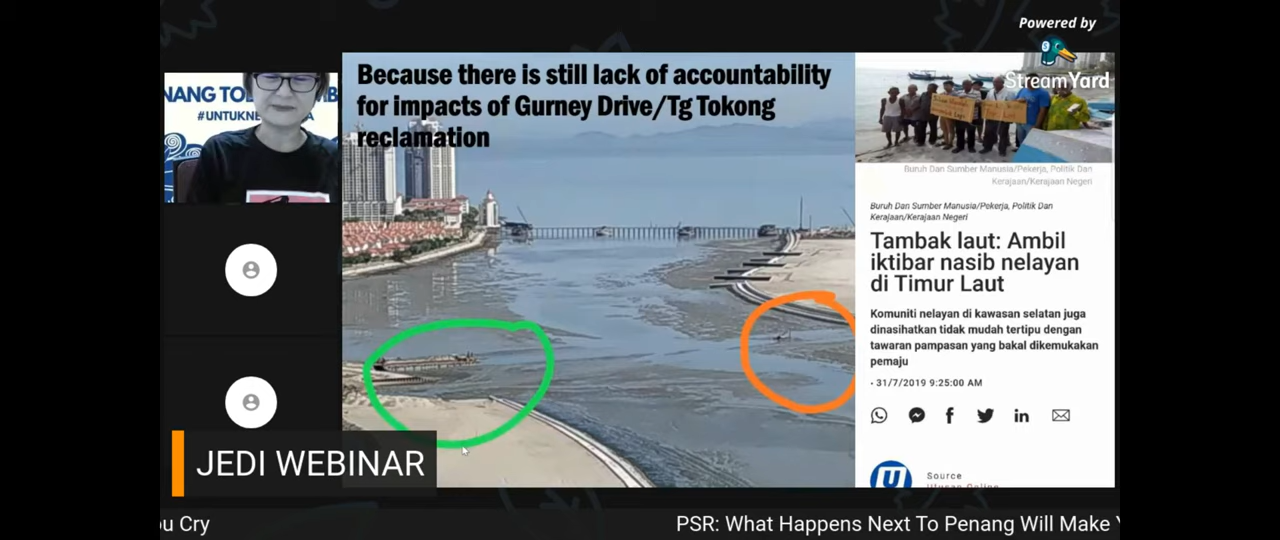 Powered by
StreamYard
NANG TO
MB
#UNTUKNE
A
Because there is still lack of accountability
for impacts of Gurney Drive/Tg Tokong
reclamation
Buruh Dan Sumber Manusia/Pekerja, Politik Dan
Kerajaan/Kerajaan Negeri
Buruh Dan Sumber Manusia/Pekerja, Politik Dan
Kerajaan/Kerajaan Negeri
Tambak laut: Ambil
iktibar nasib nelayan
di Timur Laut
Komuniti nelayan di kawasan selatan juga
dinasihatkan tidak mudah tertipu dengan
tawaran pampasan yang bakal dikemukakan
pemaju
• 31/7/2019 9:25:00 AM
Source
Utusan Online
JEDI WEBINAR
ou Cry
PSR: What Happens Next To Penang Will Make Y